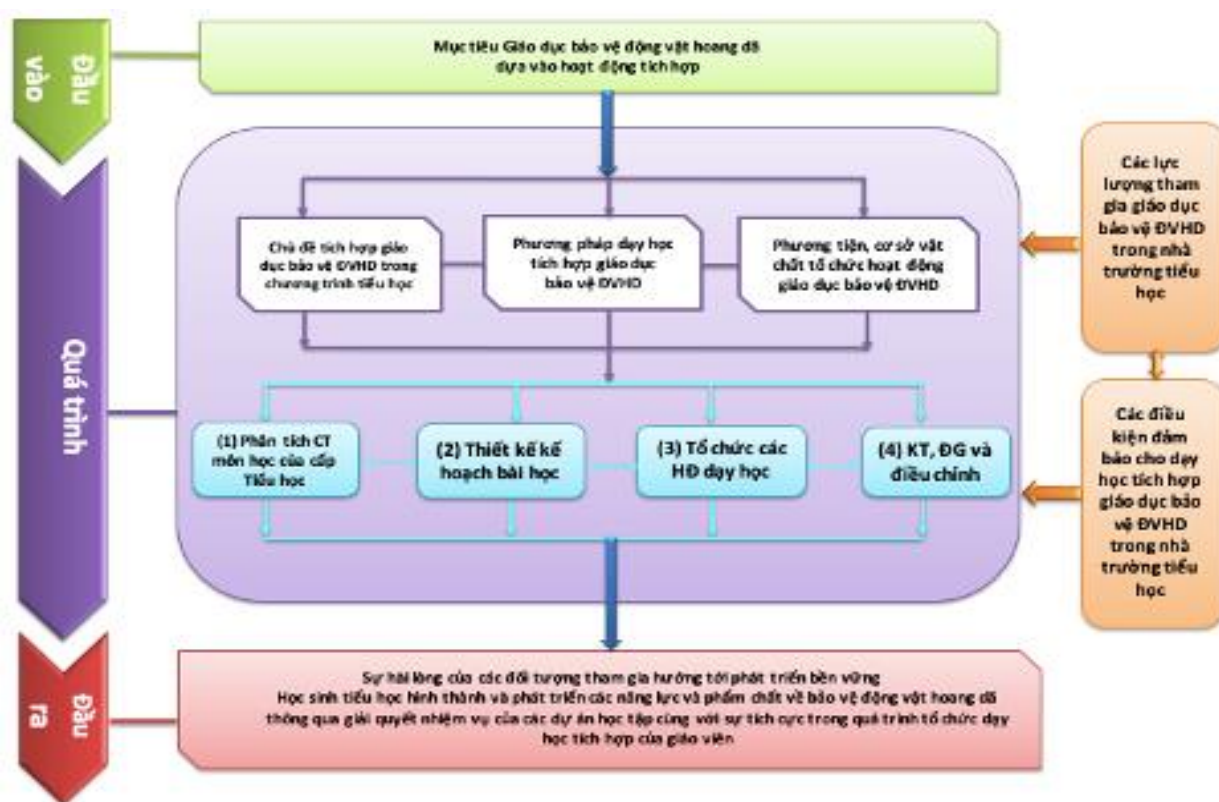 Đầu
vào
Mục tiêu Giáo dục bảo vệ động vật hoang dã
dựa vào hoạt động tích hợp
Quá trình
Chủ đề tích hợp giáo
dục bảo vệ ĐVHD trong
chương trình tiểu học
Phương pháp dạy học
tích hợp giáo dục
bảo vệ ĐVHD
Phương tiện, cơ sở vật
chất tổ chức hoạt động
giáo dục bảo vệ ĐVHD
(1) Phân tích CT
môn học của cấp
Tiểu học
(2) Thiết kế kế
hoạch bài học
(3) Tổ chức các
HĐ dạy học
(4) KT, ĐG và
điều chỉnh
Các lực
lượng tham
gia giáo dục
bảo vệ ĐVHD
trong nhà
trường tiểu
học
Các điều
kiện đảm
bảo cho dạy
học tích hợp
giáo dục bảo
vệ ĐVHD
trong nhà
trường tiểu
học
Đầu
ra
Sự hài lòng của các đối tượng tham gia hướng tới phát triển bền vững
Học sinh tiểu học hình thành và phát triển các năng lực và phẩm chất về bảo vệ động vật hoang dã
thông qua giải quyết nhiệm vụ của các dự án học tập cùng với sự tích cực trong quá trình tổ chức dạy
học tích hợp của giáo viên